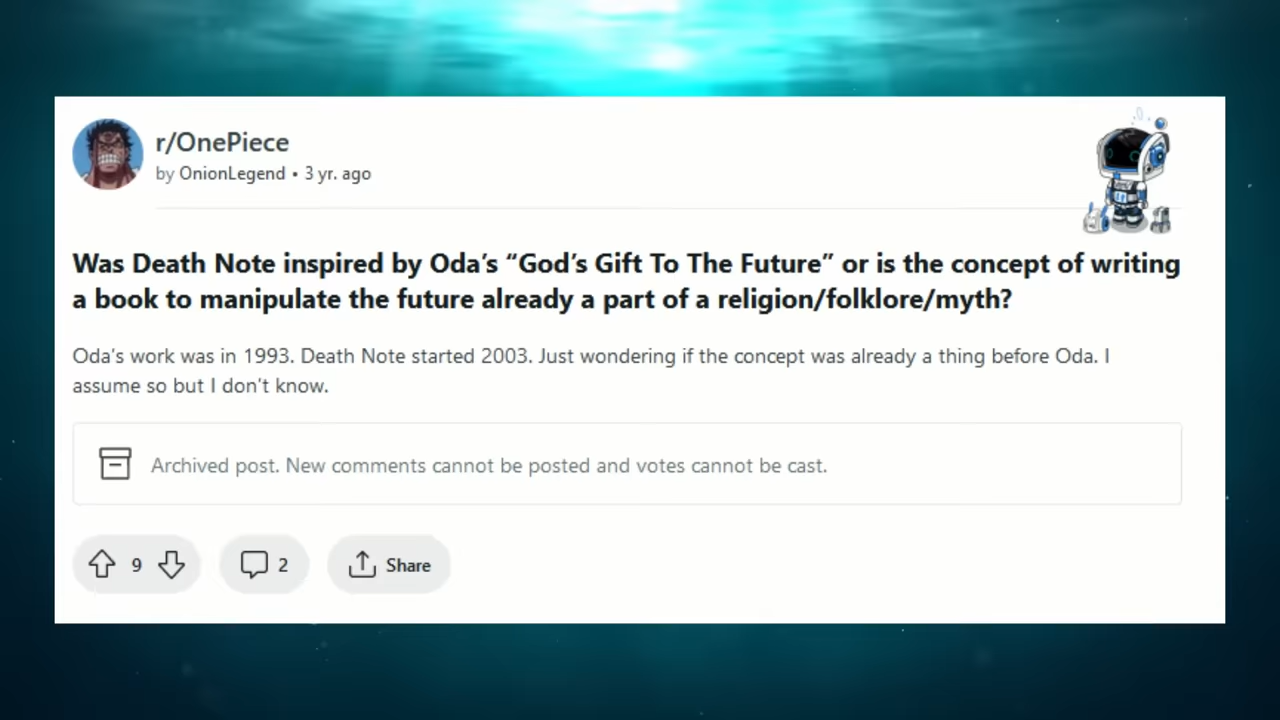 r/OnePiece
by OnionLegend • 3 yr. ago
Was Death Note inspired by Oda’s “God’s Gift To The Future” or is the concept of writing
a book to manipulate the future already a part of a religion/folklore/myth?
Oda’s work was in 1993. Death Note started 2003. Just wondering if the concept was already a thing before Oda. I
assume so but I don’t know.
Archived post. New comments cannot be posted and votes cannot be cast.
9 2 Share